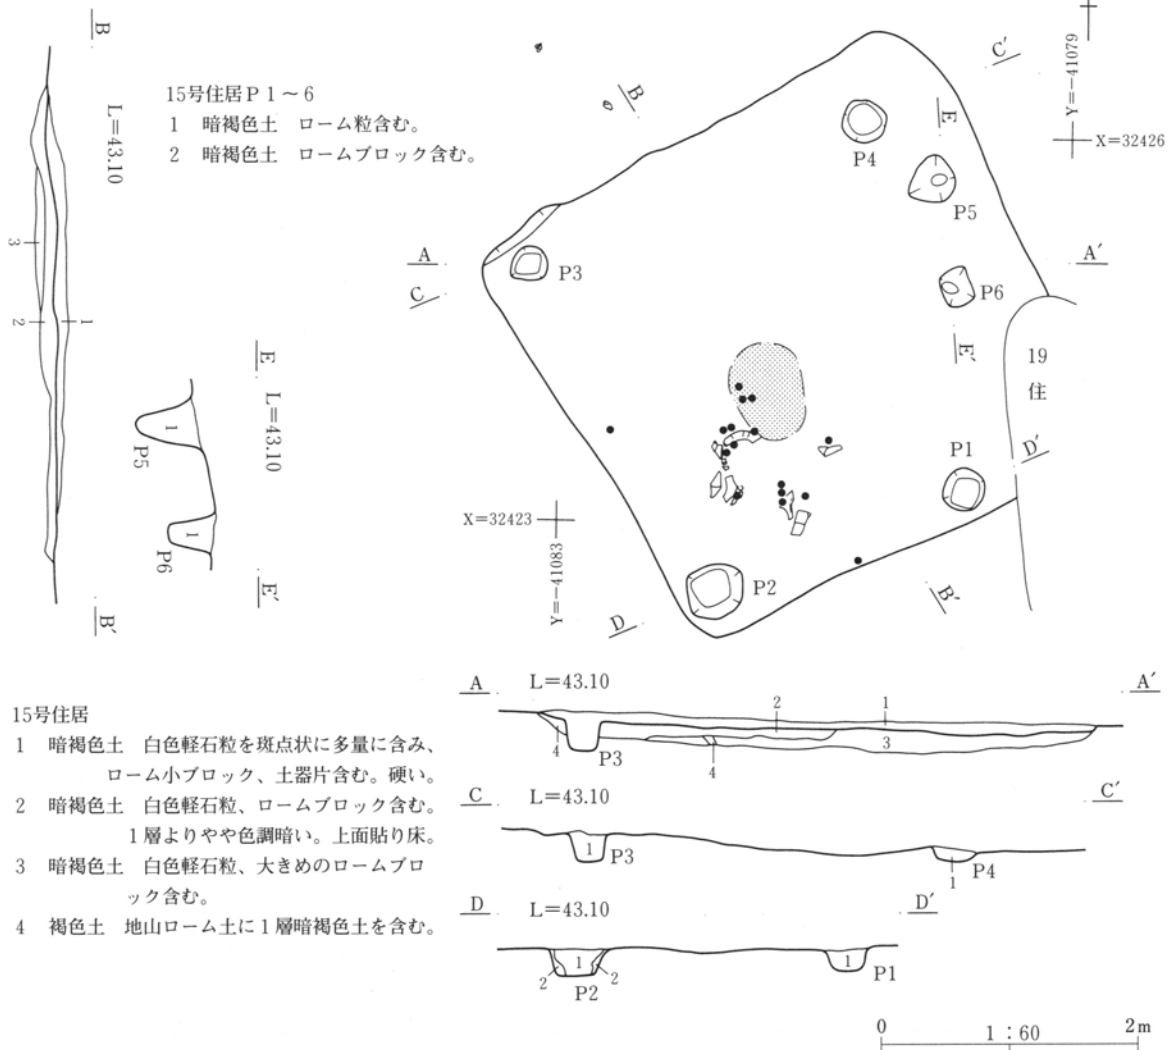 B
L=43.10
3
2
1
B′
15号住居P1～6
1 暗褐色土 ローム粒含む。
2 暗褐色土 ロームブロック含む。
E
L=43.10
1
P5
1
P6
E′
B
C′
Y=−41079
E
X=32426
P4
P5
A
A′
P3
C
P6
E′
19
住
D′
P1
X=32423
Y=−41083
P2
D
B′
15号住居
1 暗褐色土 白色軽石粒を斑点状に多量に含み、
ローム小ブロック、土器片含む。硬い。
2 暗褐色土 白色軽石粒、ロームブロック含む。
1層よりやや色調暗い。上面貼り床。
3 暗褐色土 白色軽石粒、大きめのロームブロ
ック含む。
4 褐色土 地山ローム土に1層暗褐色土を含む。
A L=43.10 A′
2 1
3
4 P3 4
C L=43.10 C′
1 P3 P4
1
D L=43.10 D′
1 1 P1
2 2
P2
0 1：60 2m